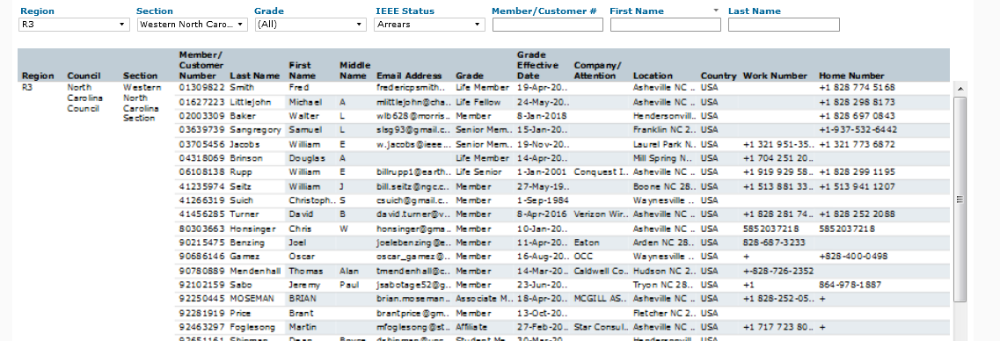 Region Section Grade IEEE Status Member/Customer # First Name Last Name
R3 Western North Caro... (All) Arrears
Region Council Section Member/Customer Number Last Name First Name Middle Name Email Address Grade Grade Effective Date Company/Attention Location Country Work Number Home Number
R3 North Carolina Council Western North Carolina Section
01309822 Smith Fred fredericpsmith.. Life Member 19-Apr-20.. Asheville NC .. USA +1 828 774 5168
01627223 Littlejohn Michael A mlittlejohn@cha.. Life Fellow 24-May-20.. Asheville NC .. USA +1 828 298 8173
02003309 Baker Walter L wlb628@morris.. Member 8-Jan-2018 Hendersonvill.. USA +1 828 697 0843
03639739 Sangregory Samuel L slsg93@gmail.c.. Senior Mem.. 15-Jan-20.. Franklin NC 2.. USA +1-937-532-6442
03705456 Jacobs William E w.jacobs@ieee... Senior Mem.. 19-Nov-20.. Laurel Park N.. USA +1 321 951-35.. +1 321 773 6872
04318069 Brinson Douglas A Life Member 14-Apr-20.. Mill Spring N.. USA +1 704 251 20..
06108138 Rupp William E billrupp1@earth.. Life Senior 1-Jan-2001 Conquest I.. Asheville NC .. USA +1 919 929 58.. +1 828 299 1195
41235974 Seitz William J bill.seitz@ngc.c.. Member 27-May-19.. Boone NC 28.. USA +1 513 881 33.. +1 513 941 1207
41266319 Suich Christoph.. S csuich@gmail.c.. Member 1-Sep-1984 Waynesville .. USA
41456285 Turner David B david.turner@v.. Member 8-Apr-2016 Verizon Wir.. Asheville NC .. USA +1 828 281 74.. +1 828 252 2088
80303663 Honsinger Chris W honsinger@gma.. Member 10-Jan-20.. Asheville NC .. USA 5852037218 5852037218
90215475 Benzing Joel joelebenzing@e.. Member 11-Apr-20.. Eaton Arden NC 28.. USA 828-687-3233
90686146 Gamez Oscar oscar_gamez@.. Member 16-Aug-20.. OCC Waynesville .. USA + +828-400-0498
90780889 Mendenhall Thomas Alan tmendenhall@c.. Member 14-Mar-20.. Caldwell Co.. Hudson NC 2.. USA +-828-726-2352
92102159 Sabo Jeremy Paul jsabotage52@g.. Member 23-Jun-20.. Tryon NC 28.. USA +1 864-978-1887
92250445 MOSEMAN BRIAN brian.moseman.. Associate M.. 18-Apr-20.. MCGILL AS.. Asheville NC .. USA +1 828-252-05.. +
92281919 Price Brant brantprice@gm.. Member 13-Oct-20.. Fletcher NC 2.. USA
92463297 Foglesong Martin mfoglesong@st.. Affiliate 27-Feb-20.. Star Consul.. Asheville NC .. USA +1 717 723 80.. +